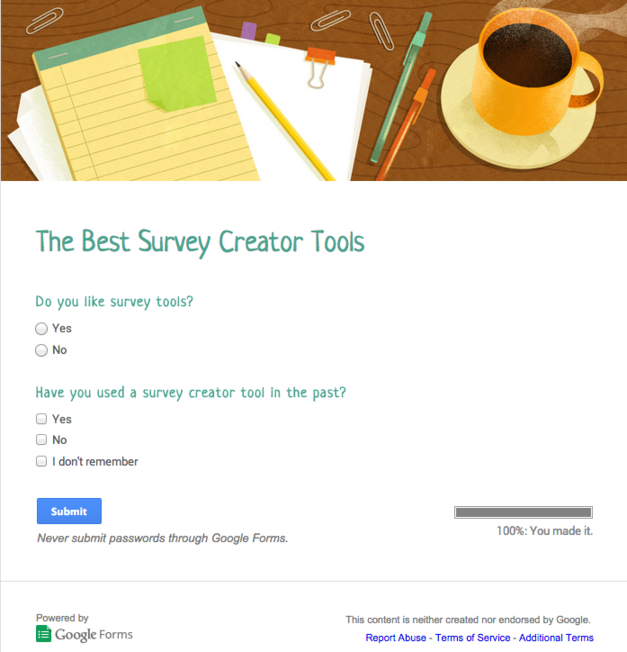 The Best Survey Creator Tools
Do you like survey tools?
Yes
No
Have you used a survey creator tool in the past?
Yes
No
I don't remember
Submit
Never submit passwords through Google Forms.
100%: You made it.
Powered by
Google Forms
This content is neither created nor endorsed by Google.
Report Abuse - Terms of Service - Additional Terms